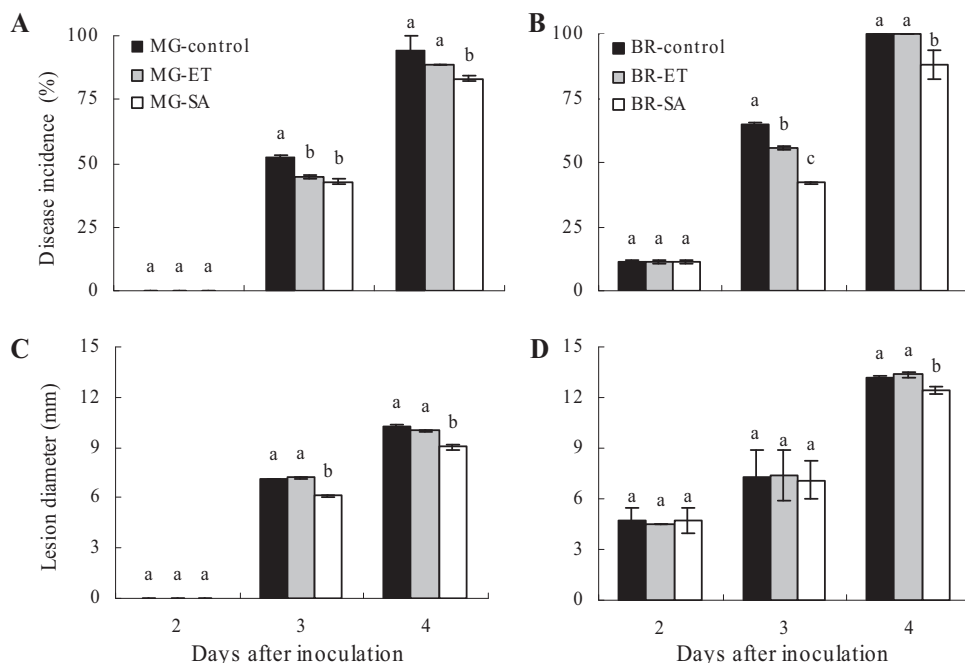 A
a
100
MG-control
MG-ET
MG-SA
a
b
75
a
b
b
50
25
a a a
0
Disease incidence (%)
B
a a
100
BR-control
BR-ET
BR-SA
b
75
a
b
c
50
25
a a a
0
C
15
12
a a b
9
a a b
6
3
a a a
0
Lesion diameter (mm)
2 3 4
Days after inoculation
D
15
a a b
12
9
a a a
6
a a a
3
0
2 3 4
Days after inoculation